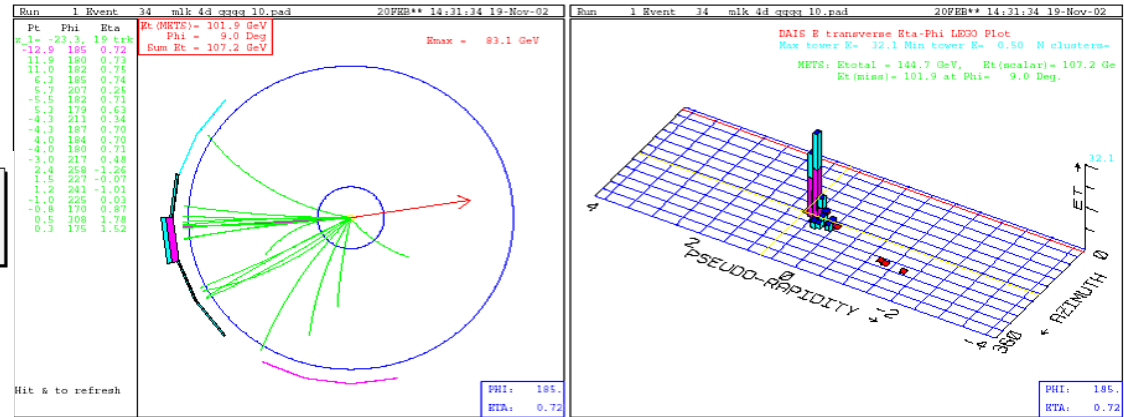 Run 1 Event 34 mlk_4d_gggg_10.pad 20FEB** 14:31:34 19-Nov-02
Pt Phi Eta
z_1= -23.3, 19 trk
-12.9 185 0.72
11.9 180 0.73
11.0 182 0.75
6.3 185 0.74
5.7 207 0.25
-5.5 182 0.71
5.3 179 0.63
-4.3 211 0.34
-4.3 187 0.70
4.0 184 0.70
-4.0 180 0.71
-3.0 217 0.48
2.4 258 -1.26
1.5 227 -0.07
1.2 241 -1.01
-1.0 225 0.03
-0.8 170 0.87
0.5 308 1.78
0.3 175 1.52
Hit & to refresh
Et(METS)= 101.9 GeV
Phi = 9.0 Deg
Sum Et = 107.2 GeV
Emax = 83.1 GeV
PHI: 185.
ETA: 0.72
Run 1 Event 34 mlk_4d_gggg_10.pad 20FEB** 14:31:34 19-Nov-02
DAIS E transverse Eta-Phi LEGO Plot
Max tower E= 32.1 Min tower E= 0.50 N clusters=
METS: Etotal = 144.7 GeV, Et(scalar)= 107.2 Ge
Et(miss)= 101.9 at Phi= 9.0 Deg.
32.1
ET
4
2
0
-2
-4
PSEUDO-RAPIDITY
0
360
AZIMUTH
PHI: 185.
ETA: 0.72